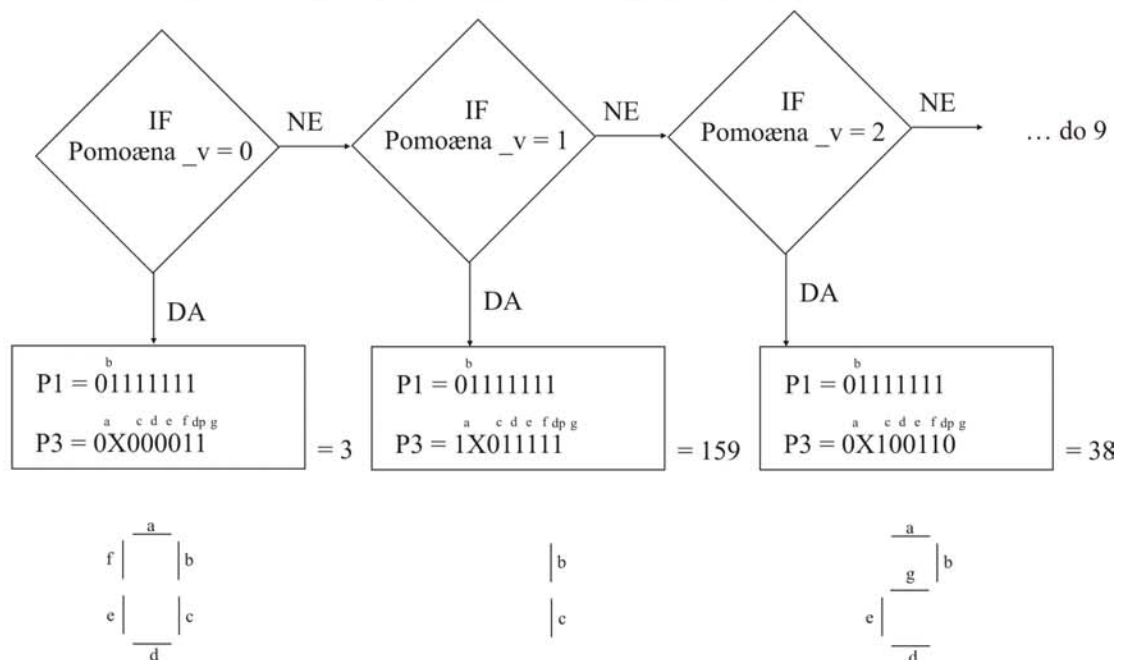 IF
Pomoæna _v = 0
NE
IF
Pomoæna _v = 1
NE
IF
Pomoæna _v = 2
NE
... do 9
DA
DA
DA
b
P1 = 01111111
a c d e f dp g
P3 = 0X000011
= 3
b
P1 = 01111111
a c d e f dp g
P3 = 1X011111
= 159
b
P1 = 01111111
a c d e f dp g
P3 = 0X100110
= 38
a
f b
e c
d
b
c
a
b
g
e
d